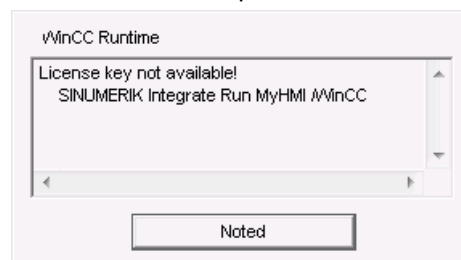 WinCC Runtime
License key not available!
SINUMERIK Integrate Run MyHMI /WinCC
Noted